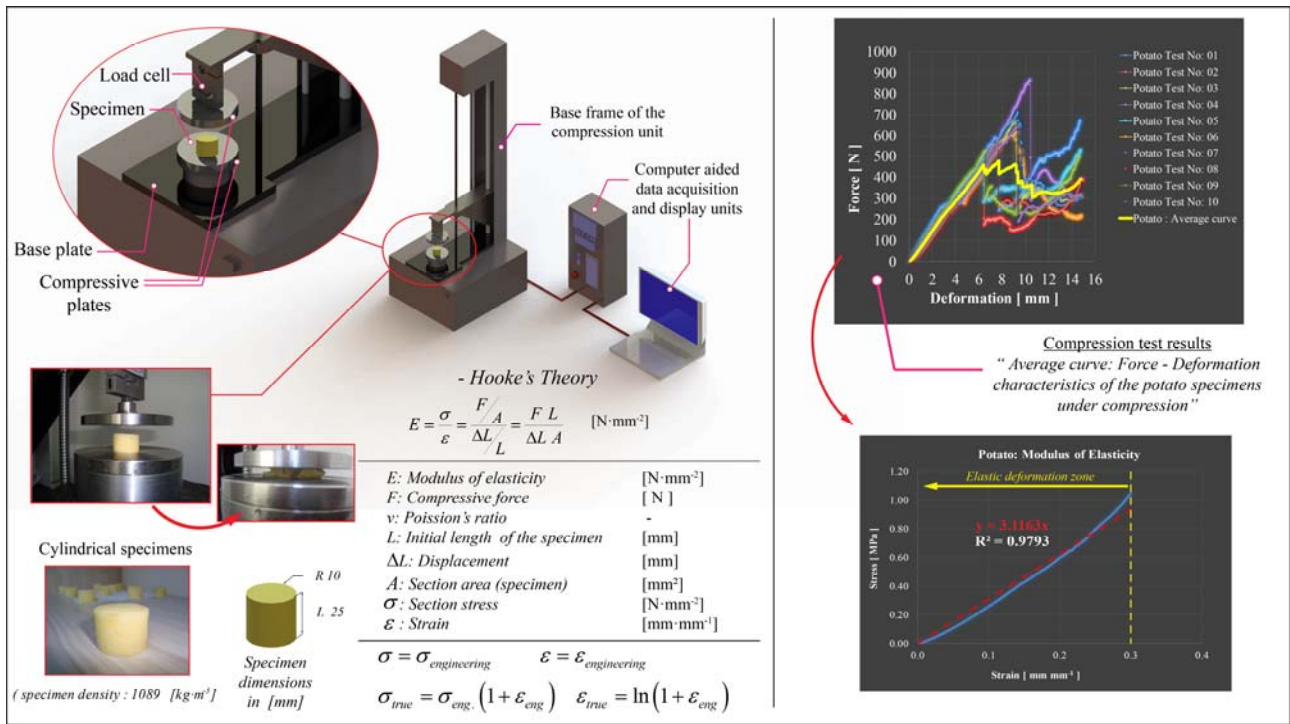 Load cell
Specimen
Base plate
Compressive
plates
Base frame of the
compression unit
Computer aided
data acquisition
and display units
Cylindrical specimens
R 10
L 25
Specimen
dimensions
in [mm]
( specimen density : 1089 [kg·m⁻³]
- Hooke's Theory
E = σ/ε = (F/A)/(ΔL/L) = F L/ΔL A [N·mm⁻²]
E: Modulus of elasticity [N·mm⁻²]
F: Compressive force [ N ]
ν: Poission's ratio -
L: Initial length of the specimen [mm]
ΔL: Displacement [mm]
A: Section area (specimen) [mm²]
σ: Section stress [N·mm⁻²]
ε : Strain [mm·mm⁻¹]
σ = σengineering ε = εengineering
σtrue = σeng. (1 + εeng) εtrue = ln(1 + εeng)
1000
900
800
700
600
500
400
300
200
100
0
Force [ N ]
0 2 4 6 8 10 12 14 16
Deformation [ mm ]
Potato Test No: 01
Potato Test No: 02
Potato Test No: 03
Potato Test No: 04
Potato Test No: 05
Potato Test No: 06
Potato Test No: 07
Potato Test No: 08
Potato Test No: 09
Potato Test No: 10
Potato : Average curve
Compression test results
“ Average curve: Force - Deformation
characteristics of the potato specimens
under compression”
Potato: Modulus of Elasticity
Elastic deformation zone
y = 3.1163x
R² = 0.9793
1.20
1.00
0.80
0.60
0.40
0.20
0.00
Stress [ MPa]
0.0 0.1 0.2 0.3 0.4
Strain [ mm mm⁻¹ ]